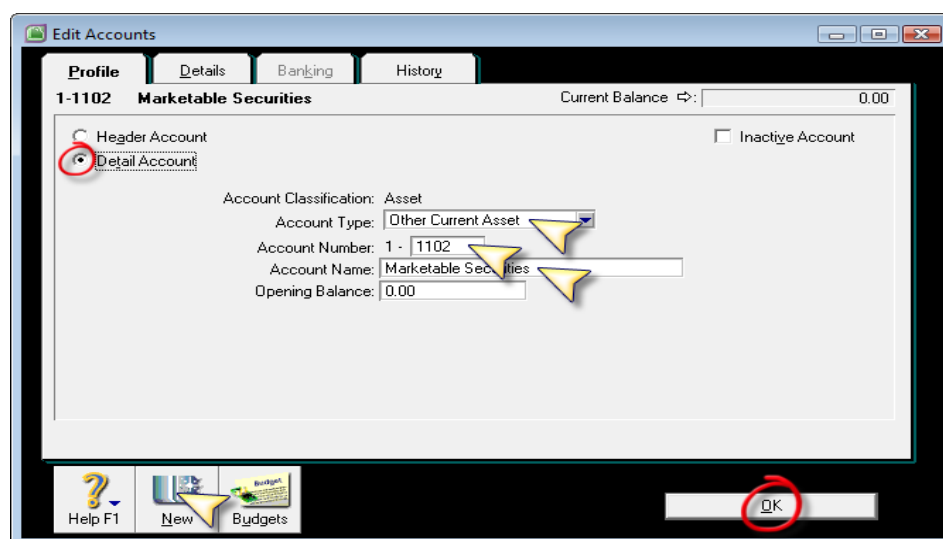 Edit Accounts
Profile Details Banking History
1-1102 Marketable Securities Current Balance ⇨: 0.00
Header Account Inactive Account
Detail Account
Account Classification: Asset
Account Type: Other Current Asset
Account Number: 1 - 1102
Account Name: Marketable Securities
Opening Balance: 0.00
Budget
Help F1 New Budgets OK